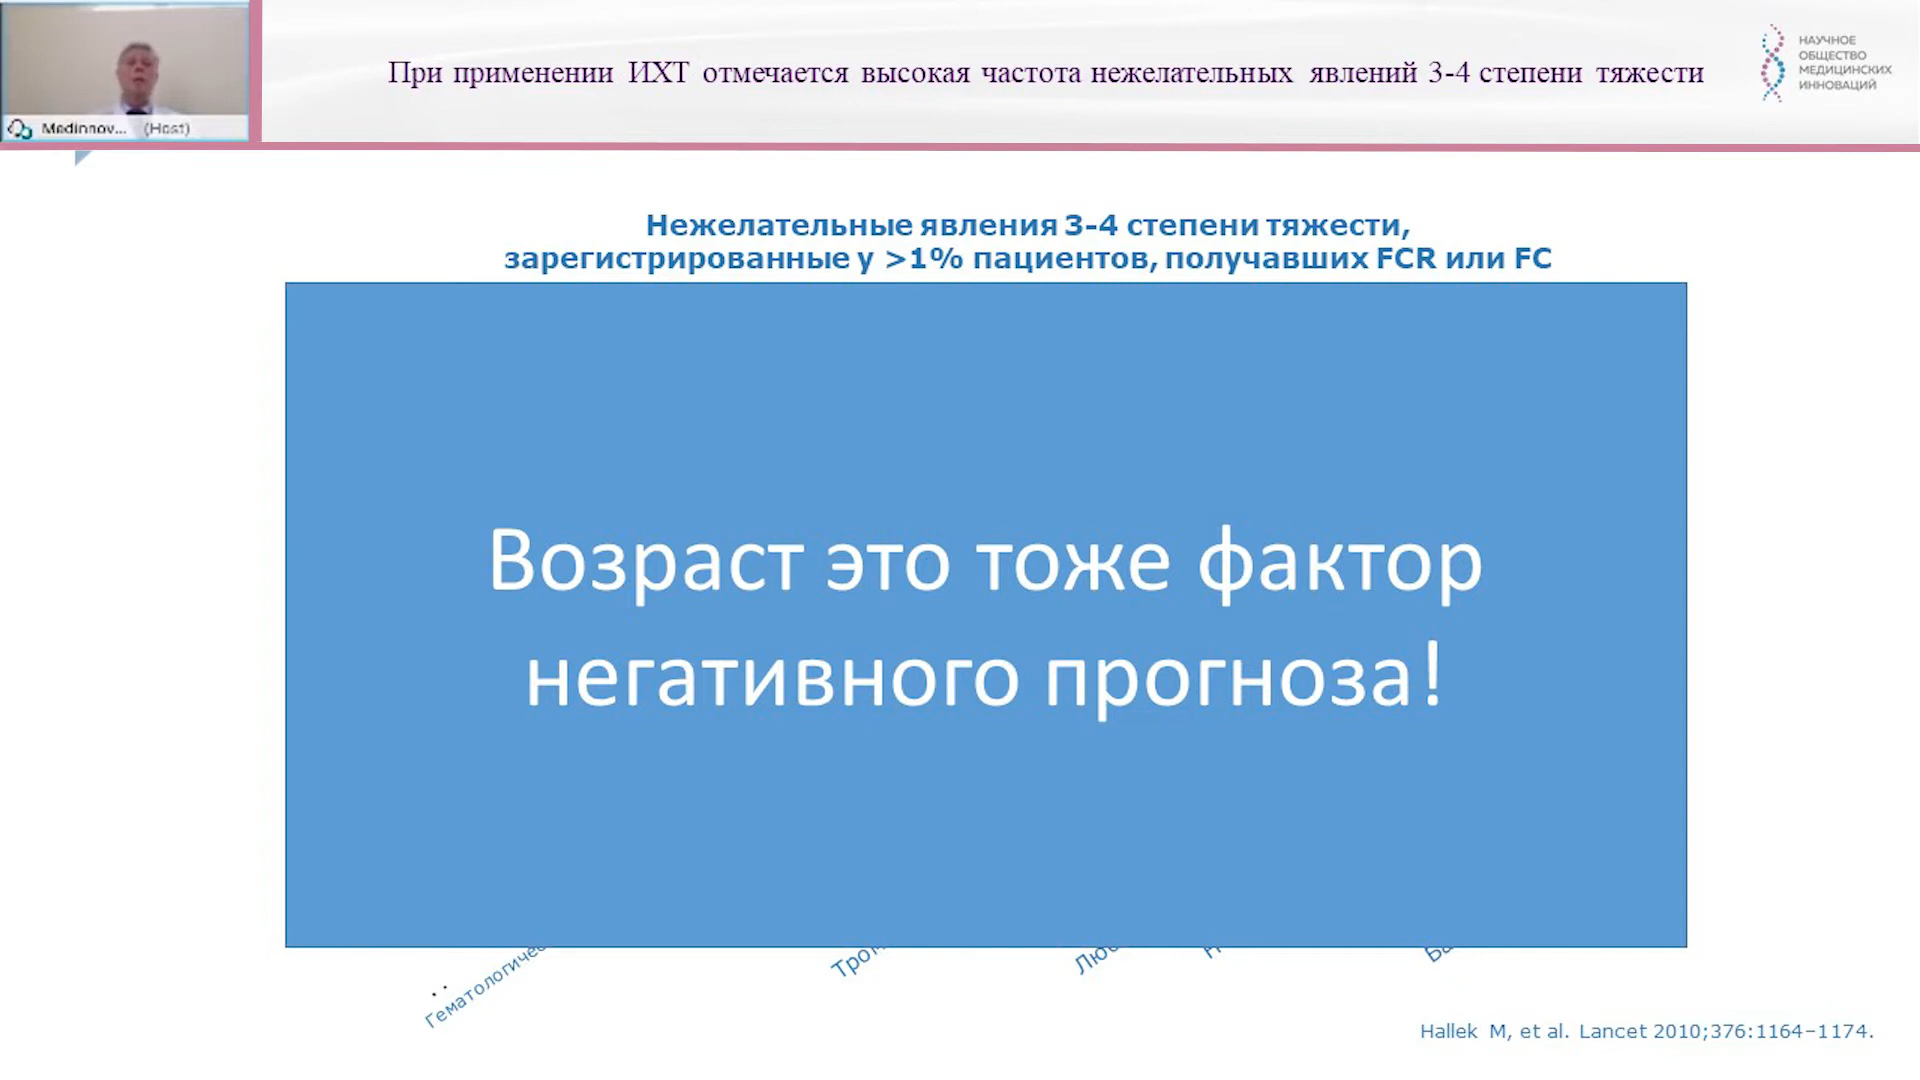 При применении ИХТ отмечается высокая частота нежелательных явлений 3-4 степени тяжести
НАУЧНОЕ
ОБЩЕСТВО
МЕДИЦИНСКИХ
ИННОВАЦИЙ
Medinnov... (Host)
Нежелательные явления 3-4 степени тяжести,
зарегистрированные у >1% пациентов, получавших FCR или FC
Возраст это тоже фактор
негативного прогноза!
Hallek M, et al. Lancet 2010;376:1164–1174.